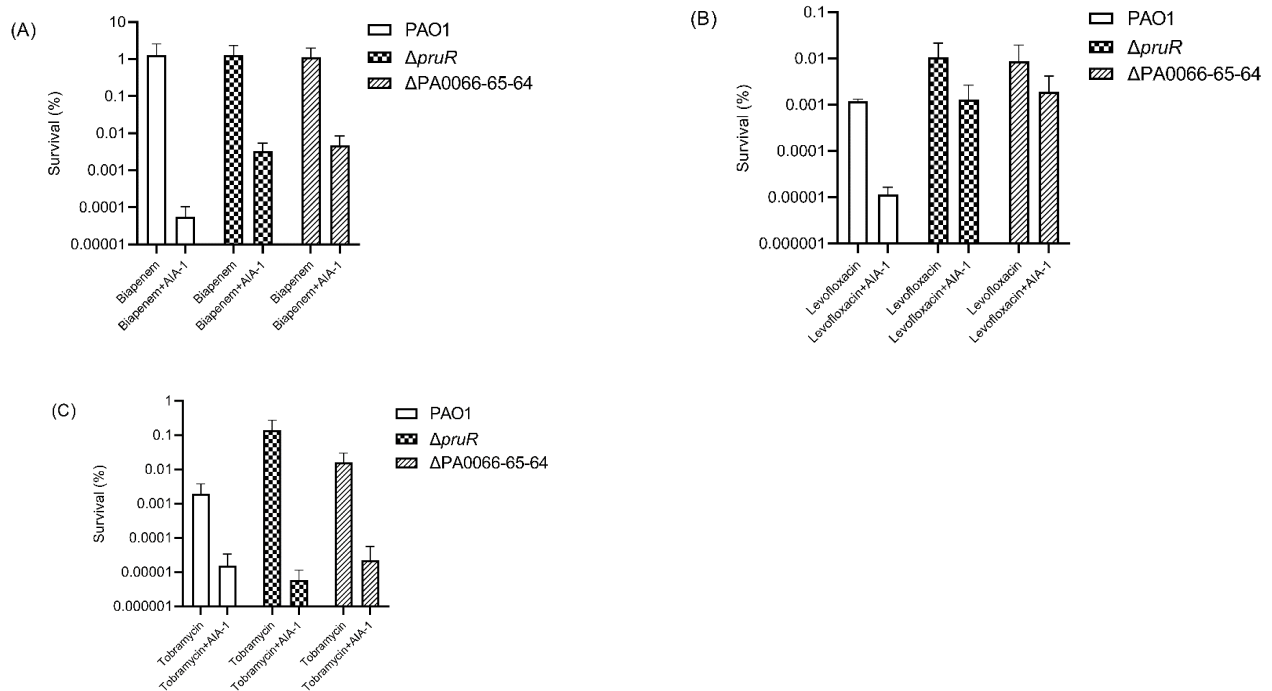 (A)
Survival (%)
10
1
0.1
0.01
0.001
0.0001
0.00001
Biapenem
Biapenem+AIA-1
Biapenem
Biapenem+AIA-1
Biapenem
Biapenem+AIA-1
PAO1
ΔpruR
ΔPA0066-65-64
(B)
Survival (%)
0.1
0.01
0.001
0.0001
0.00001
0.000001
Levofloxacin
Levofloxacin+AIA-1
Levofloxacin
Levofloxacin+AIA-1
Levofloxacin
Levofloxacin+AIA-1
PAO1
ΔpruR
ΔPA0066-65-64
(C)
Survival (%)
1
0.1
0.01
0.001
0.0001
0.00001
0.000001
Tobramycin
Tobramycin+AIA-1
Tobramycin
Tobramycin+AIA-1
Tobramycin
Tobramycin+AIA-1
PAO1
ΔpruR
ΔPA0066-65-64